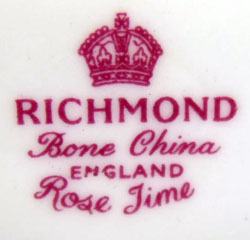 RICHMOND
Bone China
ENGLAND
Rose Time